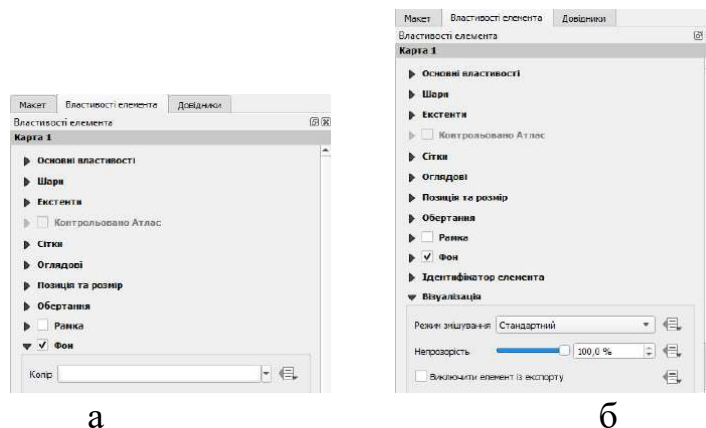 Макет Властивості елемента Довідники
Властивості елемента
Карта 1
Основні властивості
Шари
Екстенти
Контрольовано Атлас
Сітки
Оглядові
Позиція та розмір
Обертання
Рамка
Фон
Колір
а
Макет Властивості елемента Довідники
Властивості елемента
Карта 1
Основні властивості
Шари
Екстенти
Контрольовано Атлас
Сітки
Оглядові
Позиція та розмір
Обертання
Рамка
Фон
Ідентифікатор елемента
Візуалізація
Режим змішування Стандартний
Непрозорість 100,0 %
Виключити елемент із експорту
б